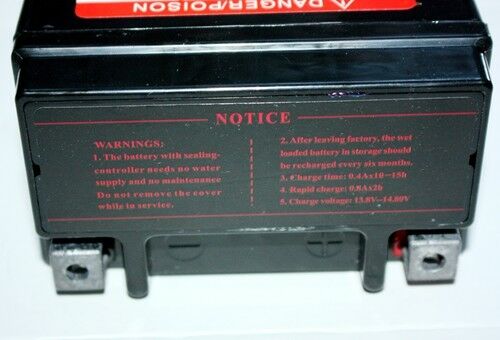 DANGER/POISON
NOTICE
WARNINGS:
1. The battery with sealing-
controller needs no water
supply and no maintenance
Do not remove the cover
while in service.
2. After leaving factory, the wet
loaded battery in storage should
be recharged every six months.
3. Charge time: 0.4Ax10-15h
4. Rapid charge: 0.8Ax2h
5. Charge voltage: 13.8V-14.80V